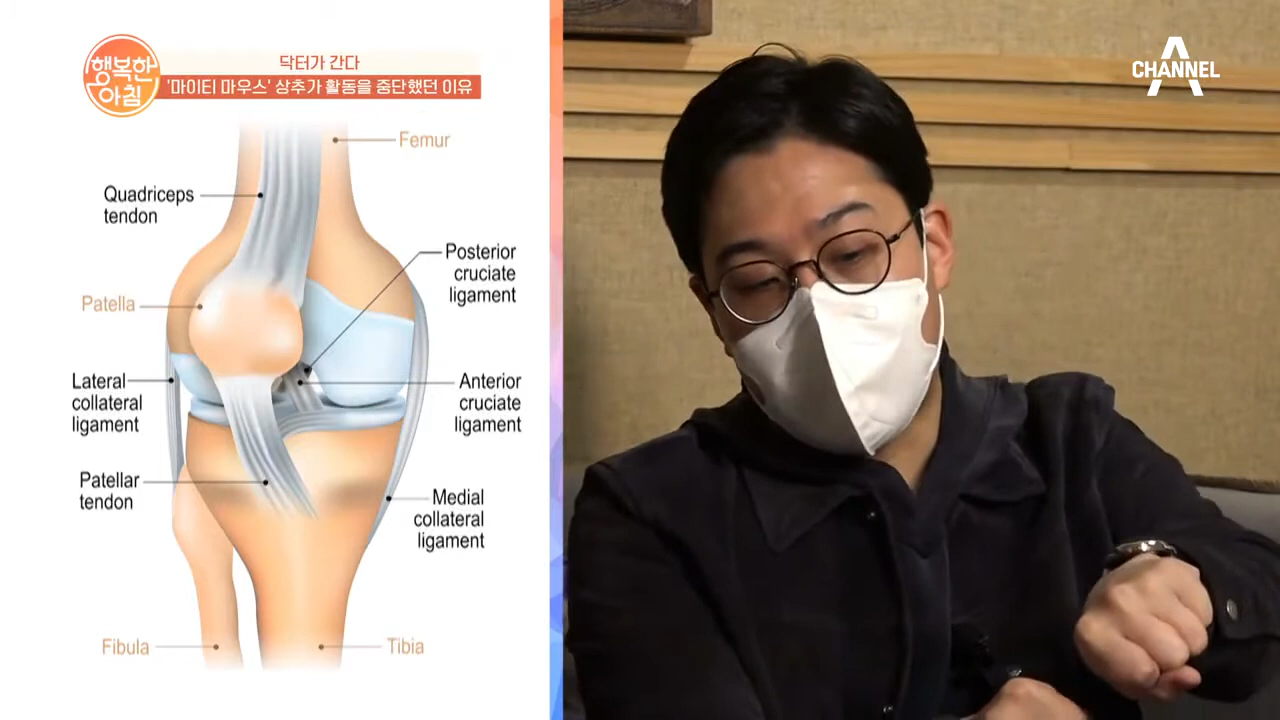 행복한
아침
닥터가 간다
'마이티 마우스' 상추가 활동을 중단했던 이유
CHANNEL A
Femur
Quadriceps
tendon
Posterior
cruciate
ligament
Patella
Lateral
collateral
ligament
Anterior
cruciate
ligament
Patellar
tendon
Medial
collateral
ligament
Fibula
Tibia